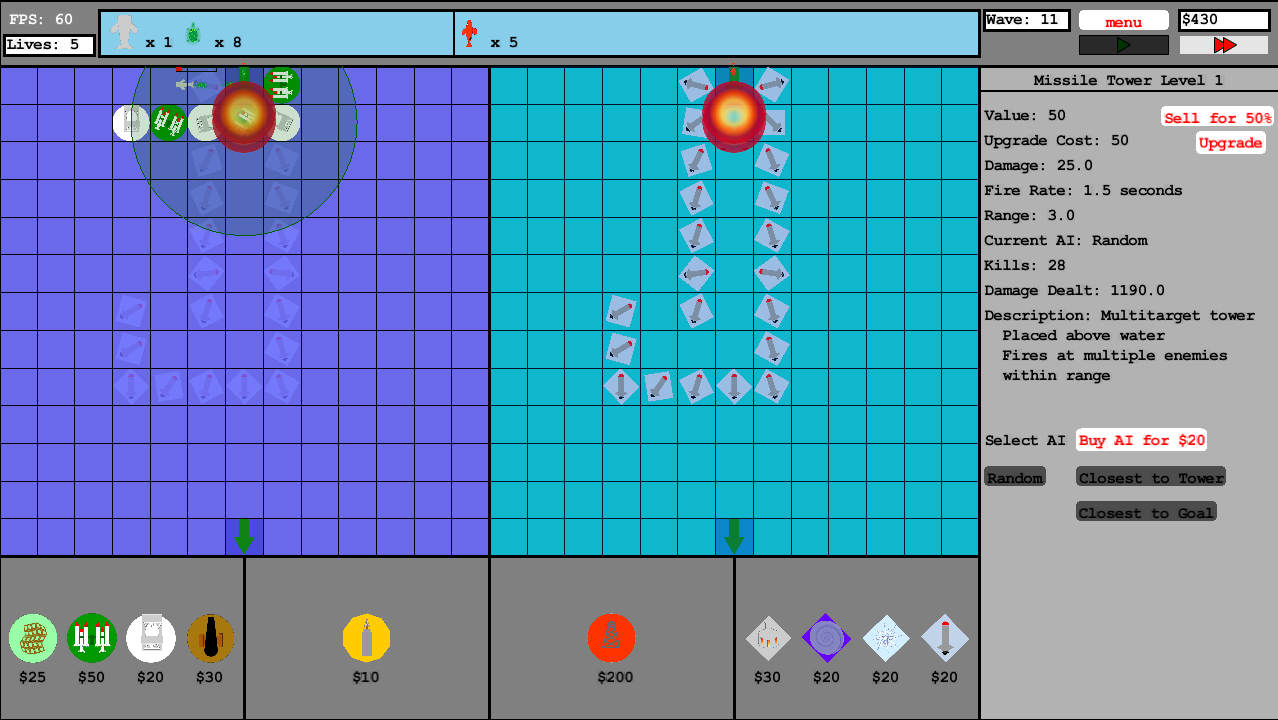 FPS: 60
Lives: 5
x 1
x 8
x 5
Wave: 11
menu
$430
Missile Tower Level 1
Value: 50
Sell for 50%
Upgrade Cost: 50
Upgrade
Damage: 25.0
Fire Rate: 1.5 seconds
Range: 3.0
Current AI: Random
Kills: 28
Damage Dealt: 1190.0
Description: Multitarget tower
Placed above water
Fires at multiple enemies
within range
Select AI
Buy AI for $20
Random
Closest to Tower
Closest to Goal
$25
$50
$20
$30
$10
$200
$30
$20
$20
$20